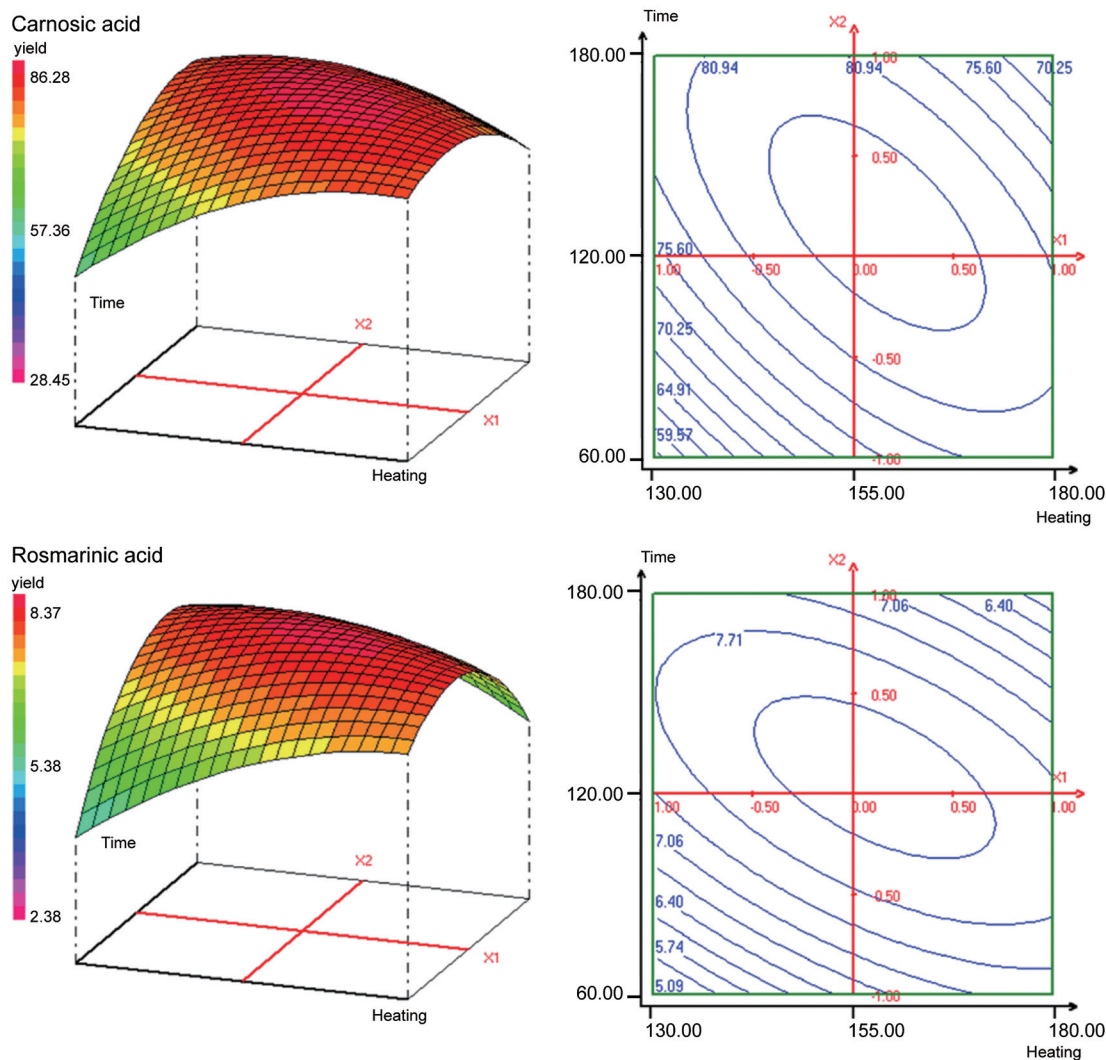 Carnosic acid
yield
86.28
57.36
28.45
Time
X2
X1
Heating
Time
X2
180.00
120.00
60.00
80.94
80.94
1.00
75.60
70.25
0.50
X1
75.60
1.00
-0.50
0.00
0.50
1.00
70.25
-0.50
64.91
59.57
-1.00
130.00
155.00
180.00
Heating
Rosmarinic acid
yield
8.37
5.38
2.38
Time
X2
X1
Heating
Time
X2
180.00
120.00
60.00
1.00
7.06
6.40
7.71
0.50
X1
1.00
-0.50
0.00
0.50
1.00
7.06
6.40
0.50
5.74
5.09
-1.00
130.00
155.00
180.00
Heating